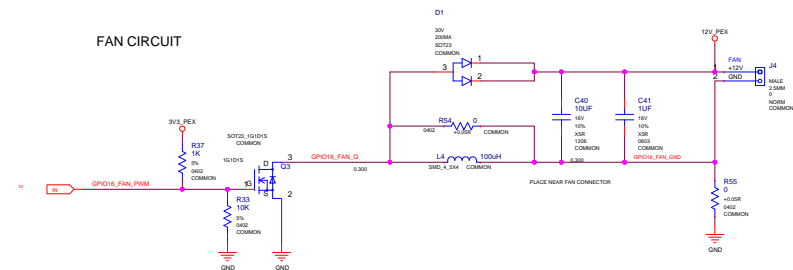 FAN CIRCUIT
D1
30V
200MA
SOT23
COMMON
3
1
2
12V_PEX
1
2
FAN
+12V
GND
J4
MALE
2.5MM
0
NORM
COMMON
C40
10UF
16V
10%
X5R
1206
COMMON
0.300
C41
1UF
16V
10%
X5R
0603
COMMON
GPIO16_FAN_GND
R54
0
0402
+0.05R
COMMON
L4
100uH
SMD_4_5X4
COMMON
PLACE NEAR FAN CONNECTOR
3V3_PEX
R37
1K
5%
0402
COMMON
SOT23_1G1D1S
COMMON
1G1D1S
D
G
S
Q3
1
3
2
GPIO16_FAN_Q
0.300
10
IN
GPIO16_FAN_PWM
R33
10K
5%
0402
COMMON
GND
GND
R55
0
+0.05R
0402
COMMON
GND